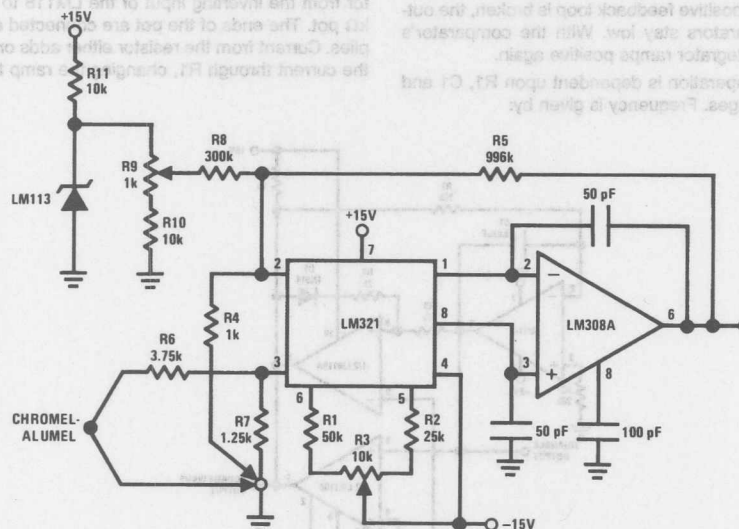 positive feedback loop is broken, the out-
rators stay low. With the comparator's
tegrator ramps positive again.
peration is dependent upon R1, C1 and
ages. Frequency is given by:
tor from the inverting input of the LM118 to
kΩ pot. The ends of the pot are connected
plies. Current from the resistor either adds or
the current through R1, changing the ramp
+15V
R11
10k
LM113
R9
1k
R10
10k
R8
300k
R5
996k
50 pF
+15V
7
2
1
2
−
LM321
8
LM308A
6
R4
1k
R6
3.75k
3
4
3
+
8
6
5
CHROMEL-
ALUMEL
R7
1.25k
R1
50k
R3
10k
R2
25k
50 pF
100 pF
−15V